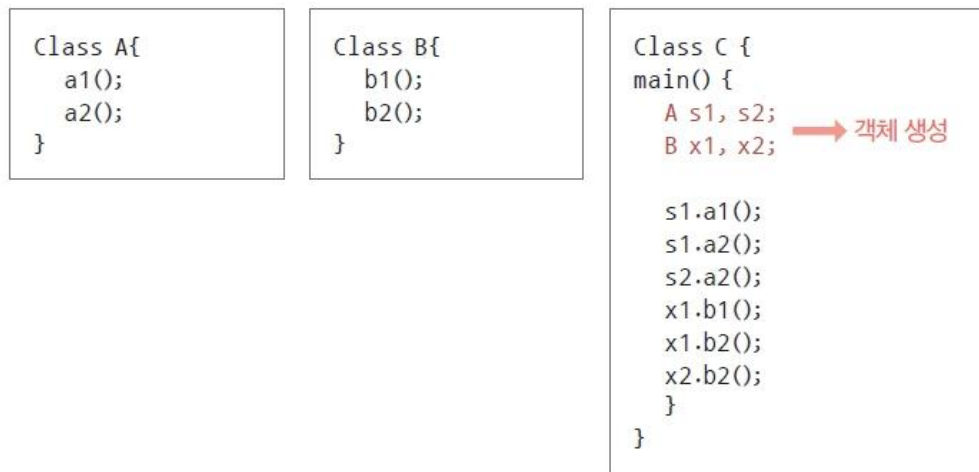 Class A{
a1();
a2();
}
Class B{
b1();
b2();
}
Class C {
main() {
A s1, s2;
B x1, x2;
객체 생성
s1.a1();
s1.a2();
s2.a2();
x1.b1();
x1.b2();
x2.b2();
}
}